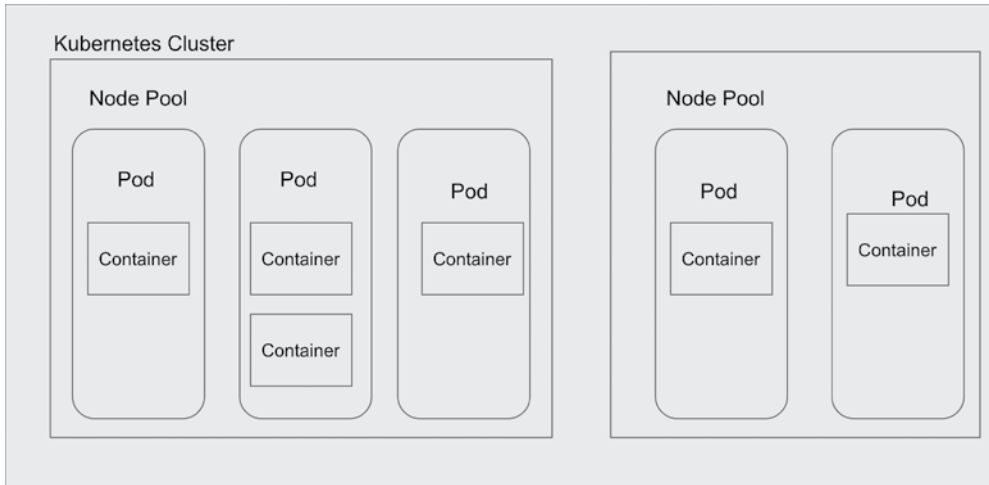 Kubernetes Cluster
Node Pool
Pod
Container
Pod
Container
Container
Pod
Container
Node Pool
Pod
Container
Pod
Container